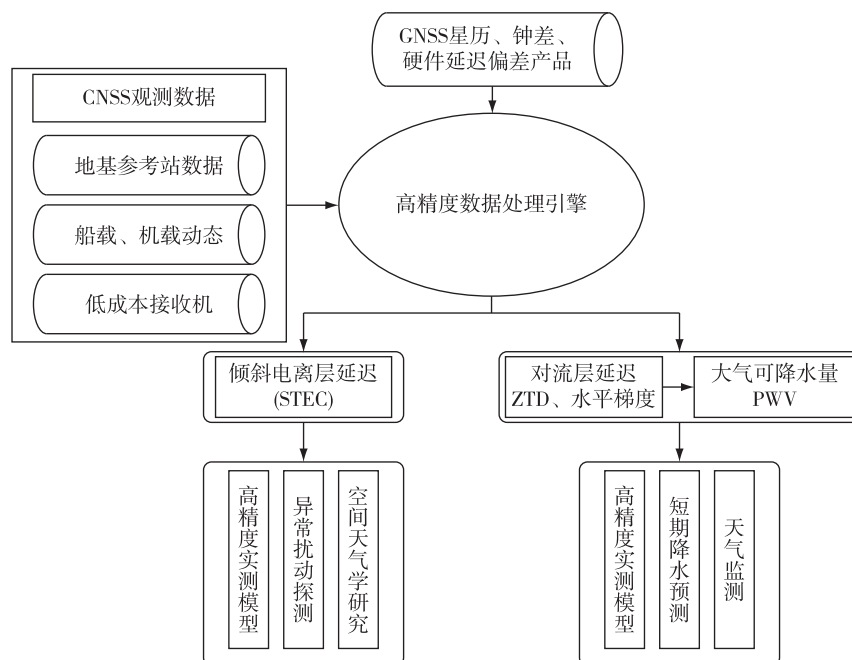 GNSS星历、钟差、
硬件延迟偏差产品
CNSS观测数据
地基参考站数据
船载、机载动态
低成本接收机
高精度数据处理引擎
倾斜电离层延迟
(STEC)
对流层延迟
ZTD、水平梯度
大气可降水量
PWV
高精度实测模型
异常扰动探测
空间天气学研究
高精度实测模型
短期降水预测
天气监测